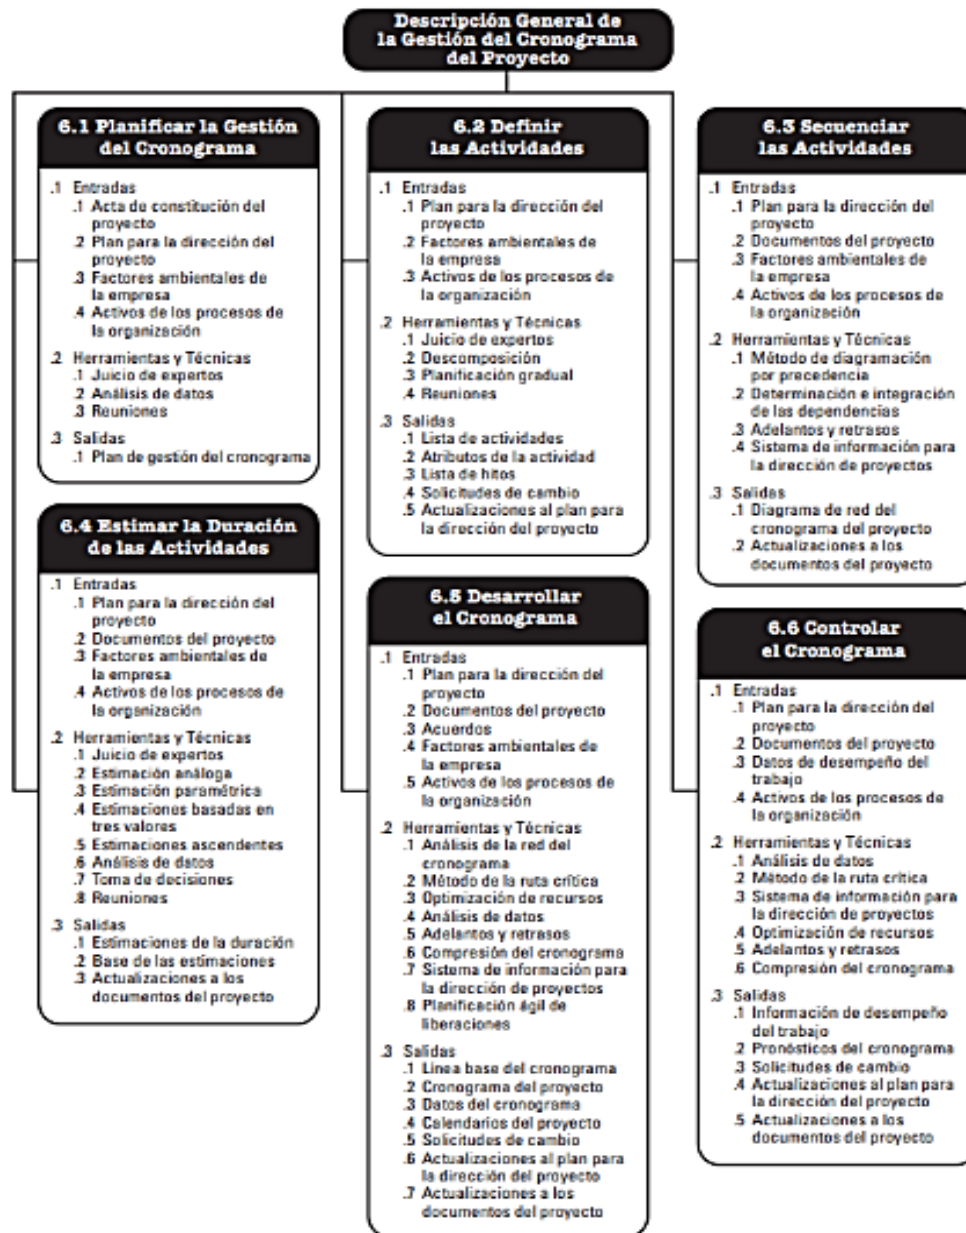 Descripción General de
la Gestión del Cronograma
del Proyecto
6.1 Planificar la Gestión
del Cronograma
.1 Entradas
.1 Acta de constitución del
proyecto
.2 Plan para la dirección del
proyecto
.3 Factores ambientales de
la empresa
.4 Activos de los procesos de
la organización
.2 Herramientas y Técnicas
.1 Juicio de expertos
.2 Análisis de datos
.3 Reuniones
.3 Salidas
.1 Plan de gestión del cronograma
6.2 Definir
las Actividades
.1 Entradas
.1 Plan para la dirección del
proyecto
.2 Factores ambientales de
la empresa
.3 Activos de los procesos de
la organización
.2 Herramientas y Técnicas
.1 Juicio de expertos
.2 Descomposición
.3 Planificación gradual
.4 Reuniones
.3 Salidas
.1 Lista de actividades
.2 Atributos de la actividad
.3 Lista de hitos
.4 Solicitudes de cambio
.5 Actualizaciones al plan para
la dirección del proyecto
6.3 Secuenciar
las Actividades
.1 Entradas
.1 Plan para la dirección del
proyecto
.2 Documentos del proyecto
.3 Factores ambientales de
la empresa
.4 Activos de los procesos de
la organización
.2 Herramientas y Técnicas
.1 Método de diagramación
por precedencia
.2 Determinación e integración
de las dependencias
.3 Adelantos y retrasos
.4 Sistema de información para
la dirección de proyectos
.3 Salidas
.1 Diagrama de red del
cronograma del proyecto
.2 Actualizaciones a los
documentos del proyecto
6.4 Estimar la Duración
de las Actividades
.1 Entradas
.1 Plan para la dirección del
proyecto
.2 Documentos del proyecto
.3 Factores ambientales de
la empresa
.4 Activos de los procesos de
la organización
.2 Herramientas y Técnicas
.1 Juicio de expertos
.2 Estimación análoga
.3 Estimación paramétrica
.4 Estimaciones basadas en
tres valores
.5 Estimaciones ascendentes
.6 Análisis de datos
.7 Toma de decisiones
.8 Reuniones
.3 Salidas
.1 Estimaciones de la duración
.2 Base de las estimaciones
.3 Actualizaciones a los
documentos del proyecto
6.5 Desarrollar
el Cronograma
.1 Entradas
.1 Plan para la dirección del
proyecto
.2 Documentos del proyecto
.3 Acuerdos
.4 Factores ambientales de
la empresa
.5 Activos de los procesos de
la organización
.2 Herramientas y Técnicas
.1 Análisis de la red del
cronograma
.2 Método de la ruta crítica
.3 Optimización de recursos
.4 Análisis de datos
.5 Adelantos y retrasos
.6 Compresión del cronograma
.7 Sistema de información para
la dirección de proyectos
.8 Planificación ágil de
liberaciones
.3 Salidas
.1 Línea base del cronograma
.2 Cronograma del proyecto
.3 Datos del cronograma
.4 Calendarios del proyecto
.5 Solicitudes de cambio
.6 Actualizaciones al plan para
la dirección del proyecto
.7 Actualizaciones a los
documentos del proyecto
6.6 Controlar
el Cronograma
.1 Entradas
.1 Plan para la dirección del
proyecto
.2 Documentos del proyecto
.3 Datos de desempeño del
trabajo
.4 Activos de los procesos de
la organización
.2 Herramientas y Técnicas
.1 Análisis de datos
.2 Método de la ruta crítica
.3 Sistema de información para
la dirección de proyectos
.4 Optimización de recursos
.5 Adelantos y retrasos
.6 Compresión del cronograma
.3 Salidas
.1 Información de desempeño
del trabajo
.2 Pronósticos del cronograma
.3 Solicitudes de cambio
.4 Actualizaciones al plan para
la dirección del proyecto
.5 Actualizaciones a los
documentos del proyecto